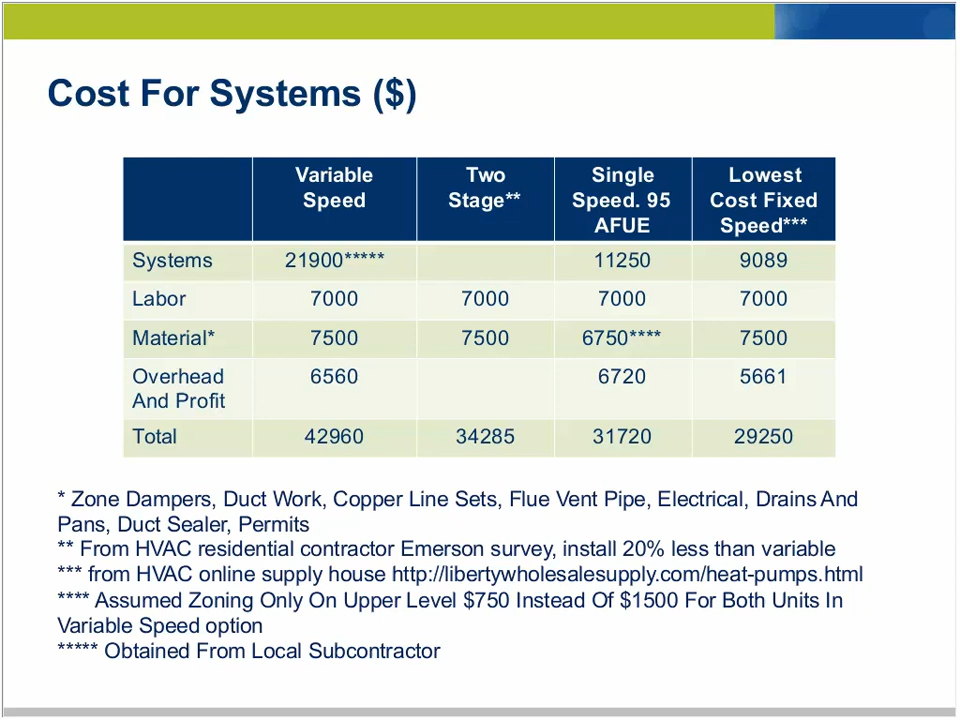 Cost For Systems ($)
Variable Speed | Two Stage** | Single Speed. 95 AFUE | Lowest Cost Fixed Speed***
Systems | 21900***** | | 11250 | 9089
Labor | 7000 | 7000 | 7000 | 7000
Material* | 7500 | 7500 | 6750**** | 7500
Overhead And Profit | 6560 | | 6720 | 5661
Total | 42960 | 34285 | 31720 | 29250
* Zone Dampers, Duct Work, Copper Line Sets, Flue Vent Pipe, Electrical, Drains And
Pans, Duct Sealer, Permits
** From HVAC residential contractor Emerson survey, install 20% less than variable
*** from HVAC online supply house http://libertywholesalesupply.com/heat-pumps.html
**** Assumed Zoning Only On Upper Level $750 Instead Of $1500 For Both Units In
Variable Speed option
***** Obtained From Local Subcontractor